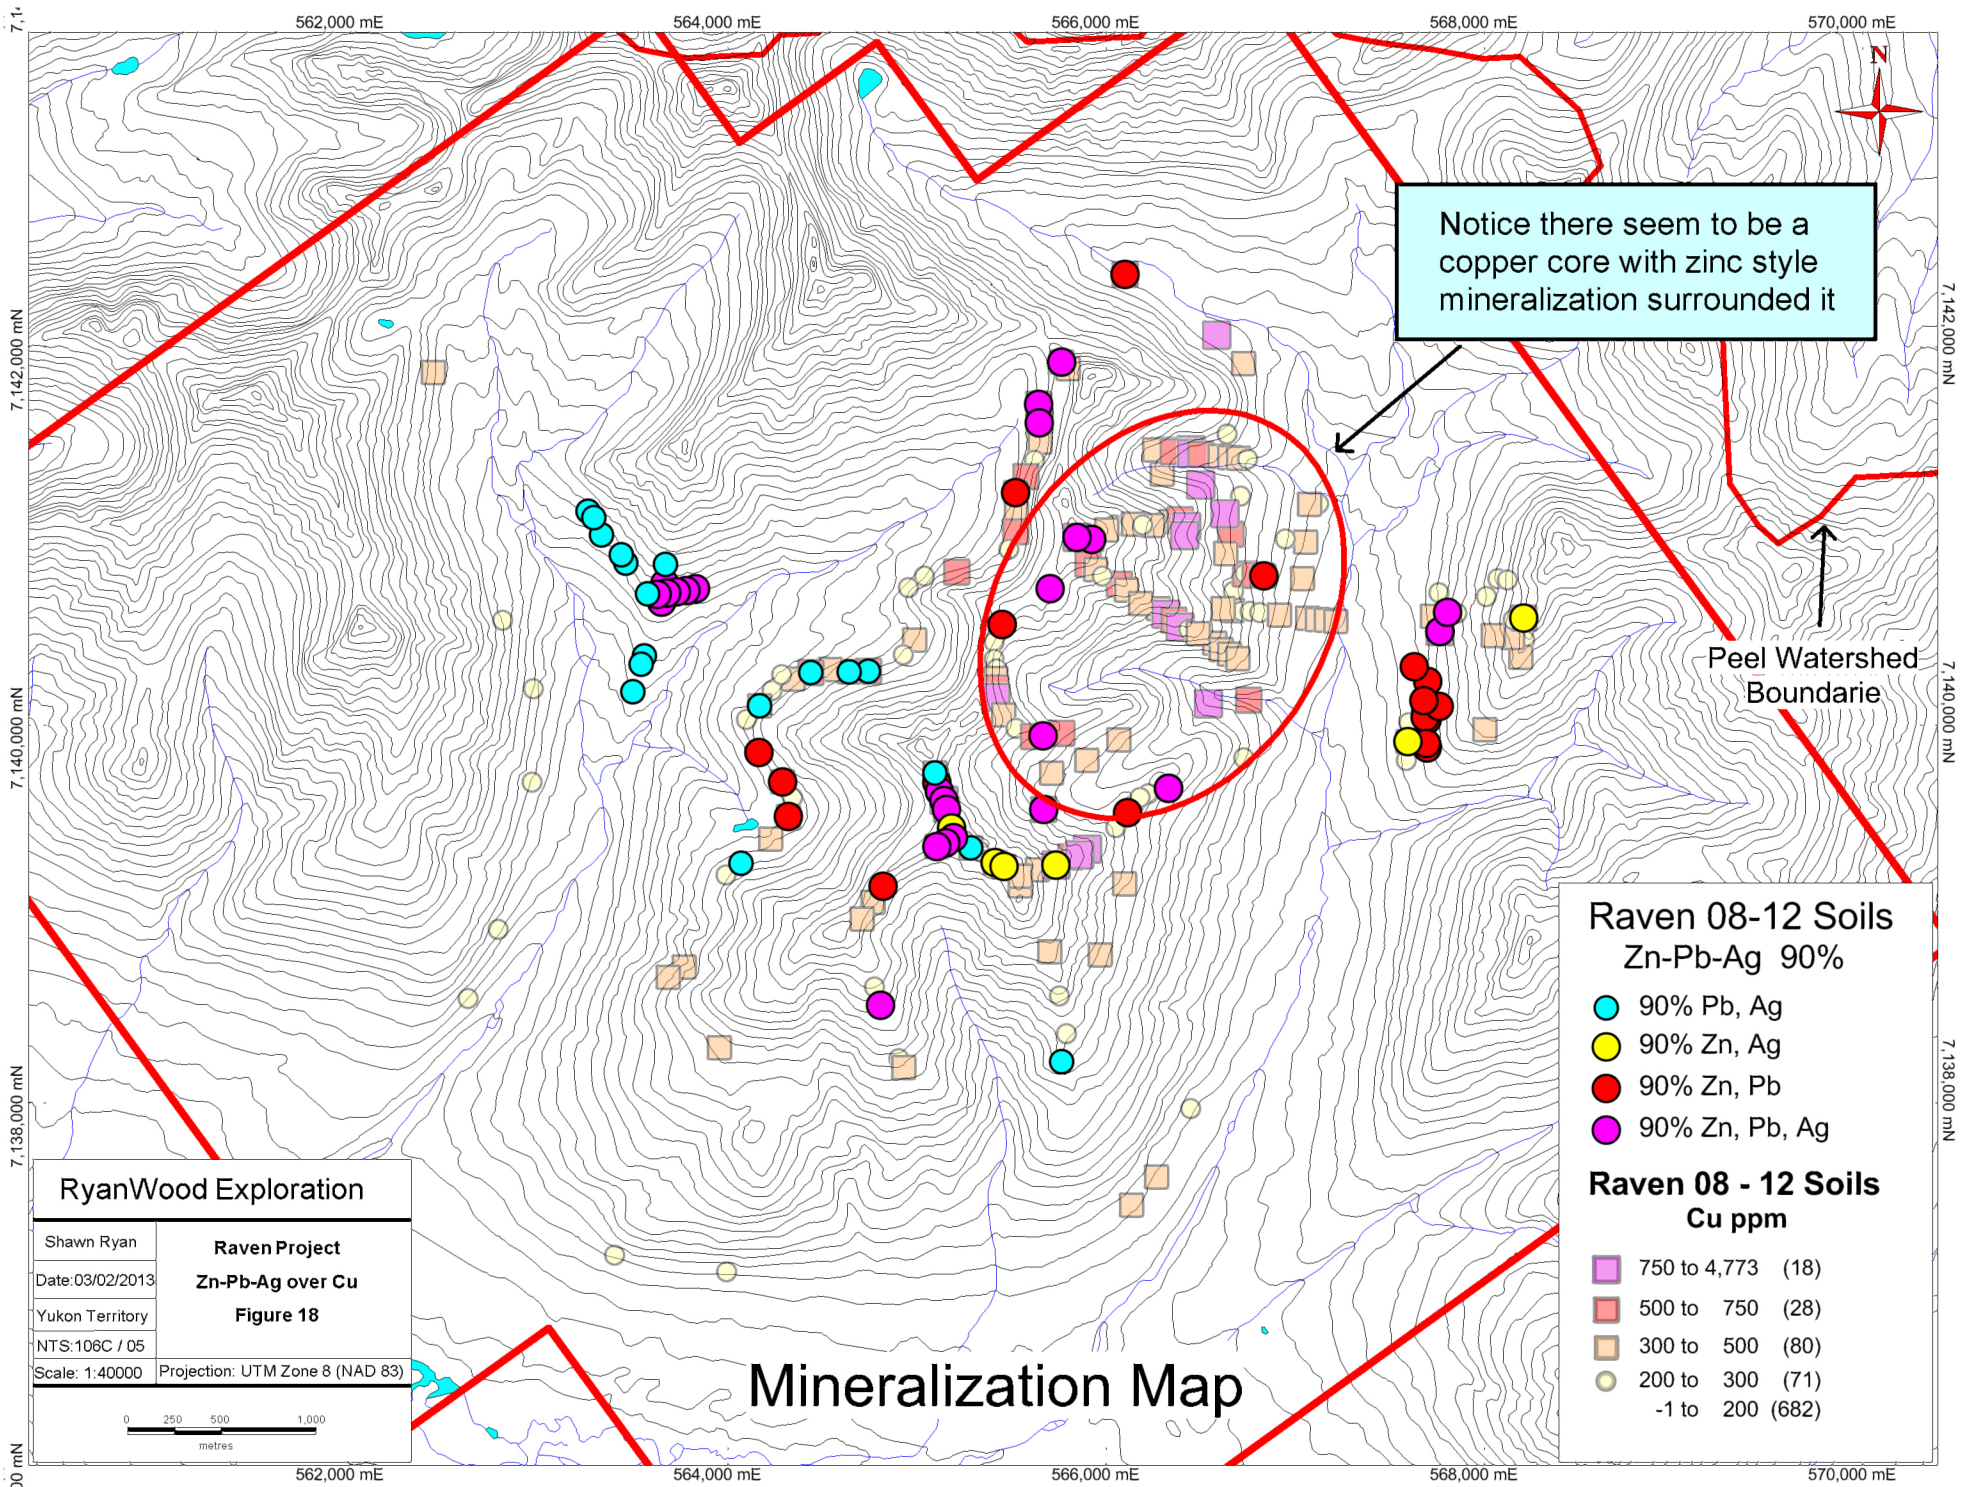 562,000 mE
564,000 mE
566,000 mE
568,000 mE
570,000 mE
N
Notice there seem to be a
copper core with zinc style
mineralization surrounded it
7,142,000 mN
7,142,000 mN
Peel Watershed
Boundarie
7,140,000 mN
7,140,000 mN
7,138,000 mN
7,138,000 mN
Raven 08-12 Soils
Zn-Pb-Ag 90%
90% Pb, Ag
90% Zn, Ag
90% Zn, Pb
90% Zn, Pb, Ag
Raven 08 - 12 Soils
Cu ppm
750 to 4,773 (18)
500 to 750 (28)
300 to 500 (80)
200 to 300 (71)
-1 to 200 (682)
RyanWood Exploration
Shawn Ryan
Date:03/02/2013
Yukon Territory
NTS:106C / 05
Scale: 1:40000
Raven Project
Zn-Pb-Ag over Cu
Figure 18
Projection: UTM Zone 8 (NAD 83)
0 250 500 1,000
metres
Mineralization Map
562,000 mE
564,000 mE
566,000 mE
568,000 mE
570,000 mE